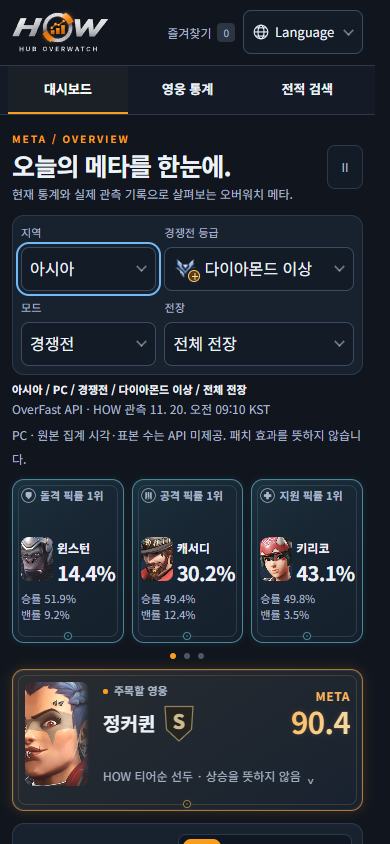 HOW
HUB OVERWATCH
즐겨찾기 0
Language
대시보드 영웅 통계 전적 검색
META / OVERVIEW
오늘의 메타를 한눈에.
현재 통계와 실제 관측 기록으로 살펴보는 오버워치 메타.
지역 경쟁전 등급
아시아 다이아몬드 이상
모드 전장
경쟁전 전체 전장
아시아 / PC / 경쟁전 / 다이아몬드 이상 / 전체 전장
OverFast API · HOW 관측 11. 20. 오전 09:10 KST
PC · 원본 집계 시각·표본 수는 API 미제공. 패치 효과를 뜻하지 않습니
다.
돌격 픽률 1위
윈스턴
14.4%
승률 51.9%
밴률 9.2%
공격 픽률 1위
캐서디
30.2%
승률 49.4%
밴률 12.4%
지원 픽률 1위
키리코
43.1%
승률 49.8%
밴률 3.5%
주목할 영웅
정커퀸 S
META
90.4
HOW 티어순 선두 · 상승을 뜻하지 않음